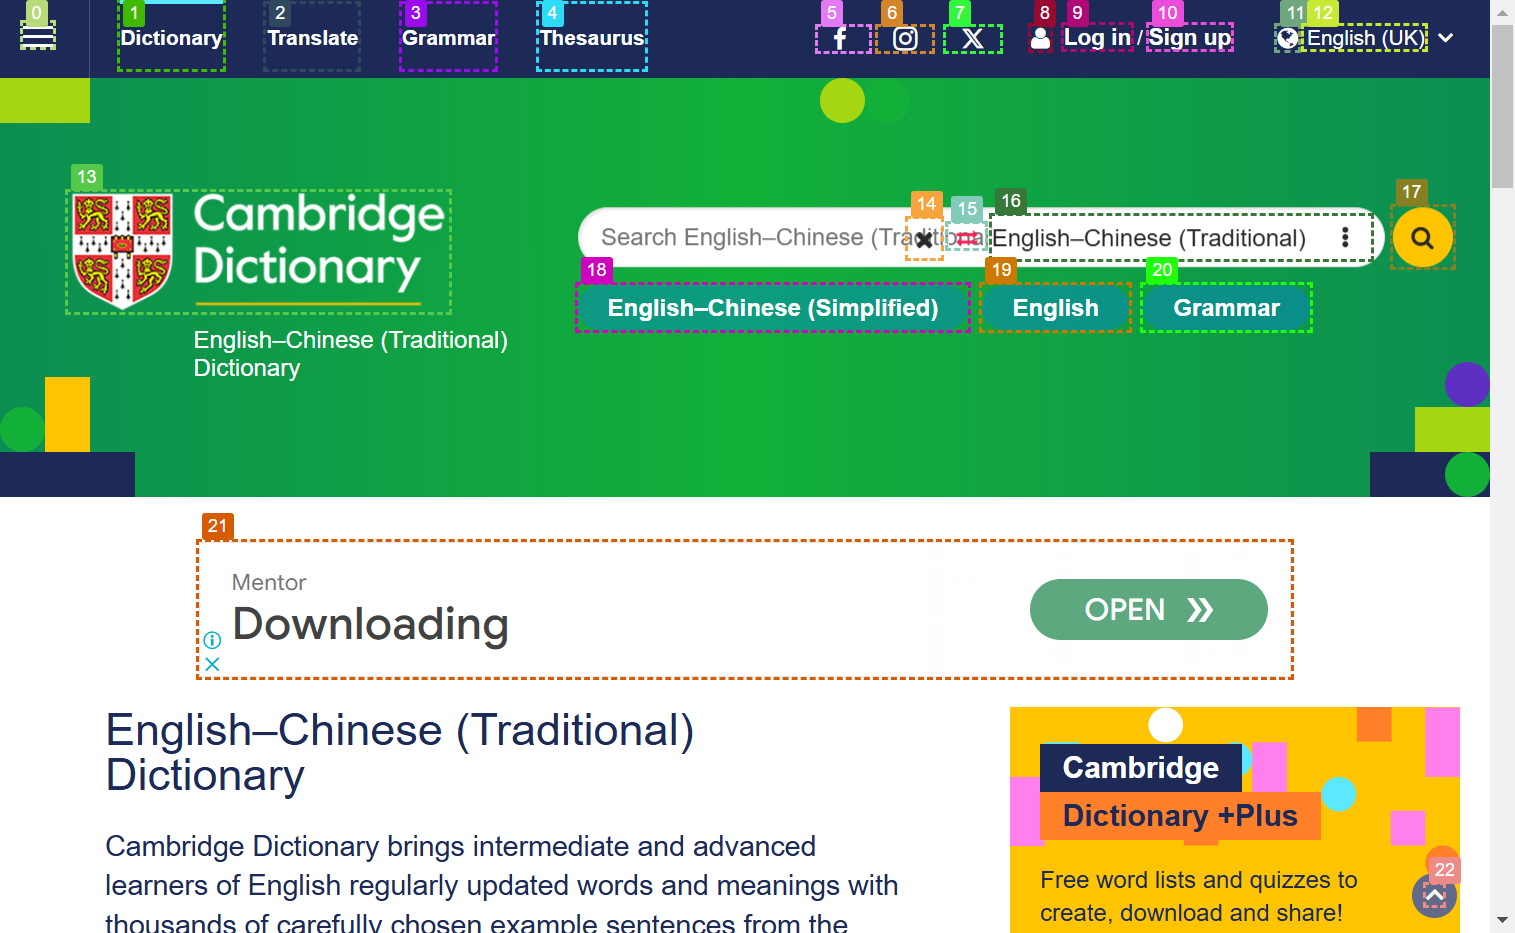 0 1 2 3 4 5 6 7 8 9 10 11 12
Dictionary Translate Grammar Thesaurus Log in / Sign up English (UK)
13
Cambridge
Dictionary
English–Chinese (Traditional)
Dictionary
14 15 16 17
Search English–Chinese (Traditional English–Chinese (Traditional)
18 19 20
English–Chinese (Simplified) English Grammar
21
Mentor
Downloading
OPEN
English–Chinese (Traditional)
Dictionary
Cambridge Dictionary brings intermediate and advanced
learners of English regularly updated words and meanings with
thousands of carefully chosen example sentences from the
Cambridge
Dictionary +Plus
Free word lists and quizzes to
create, download and share!
22